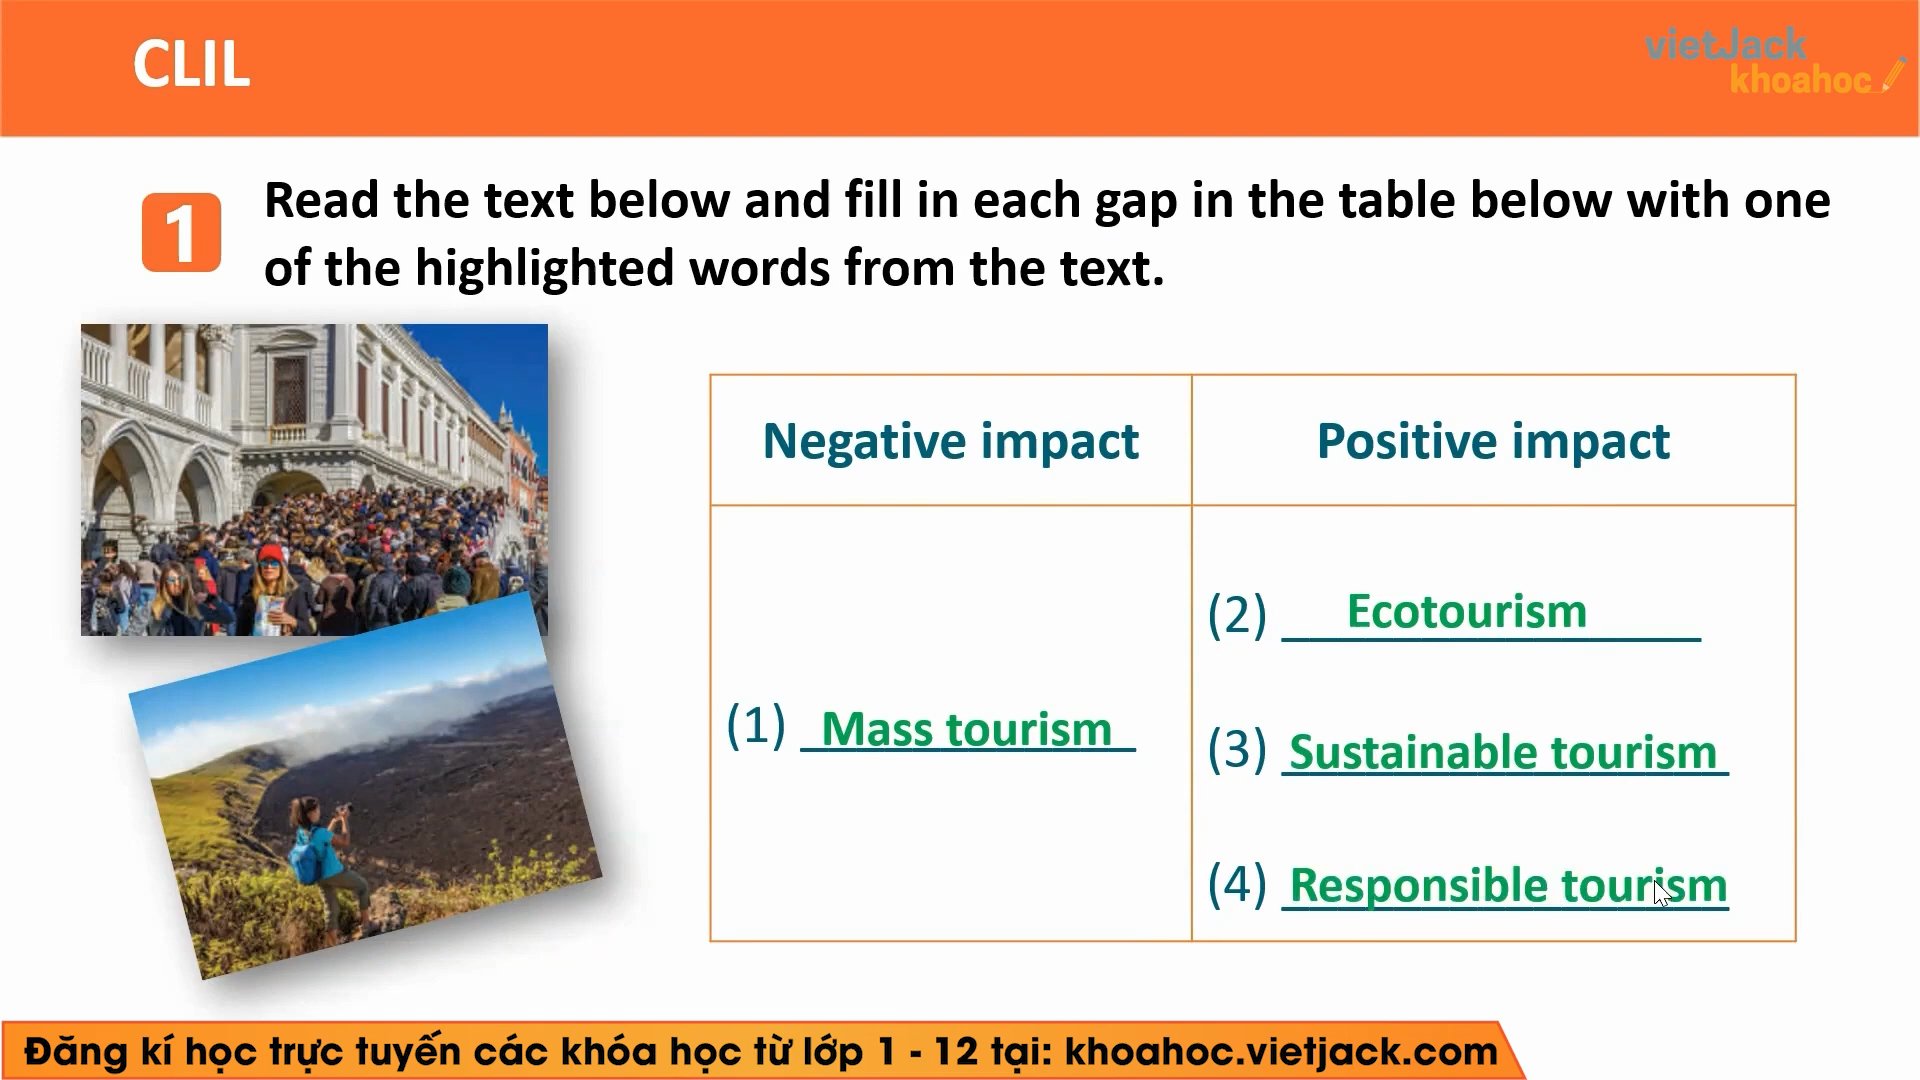 CLIL
vietJack
khoahoc
1
Read the text below and fill in each gap in the table below with one
of the highlighted words from the text.
Negative impact
Positive impact
(1) Mass tourism
(2) Ecotourism
(3) Sustainable tourism
(4) Responsible tourism
Đăng kí học trực tuyến các khóa học từ lớp 1 - 12 tại: khoahoc.vietjack.com